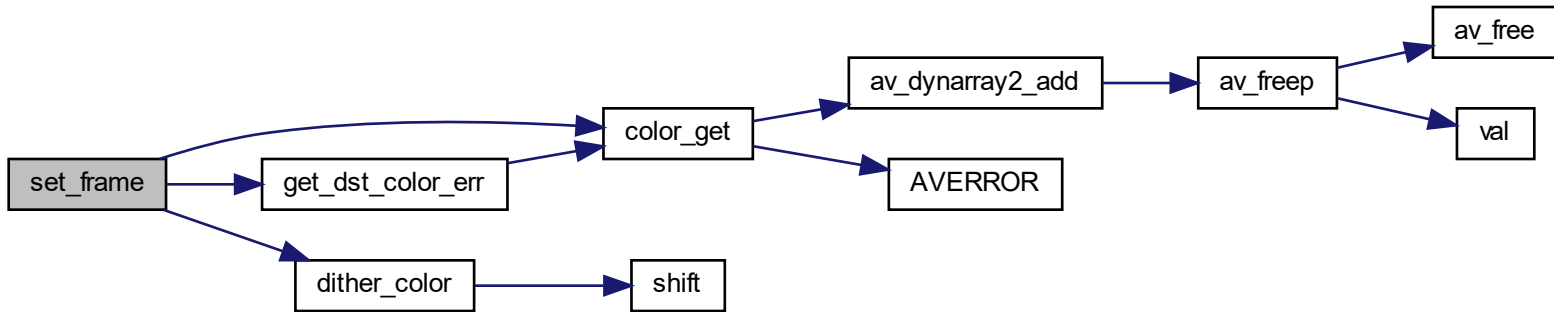 set_frame
color_get
get_dst_color_err
dither_color
av_dynarray2_add
AVERROR
shift
av_freep
av_free
val